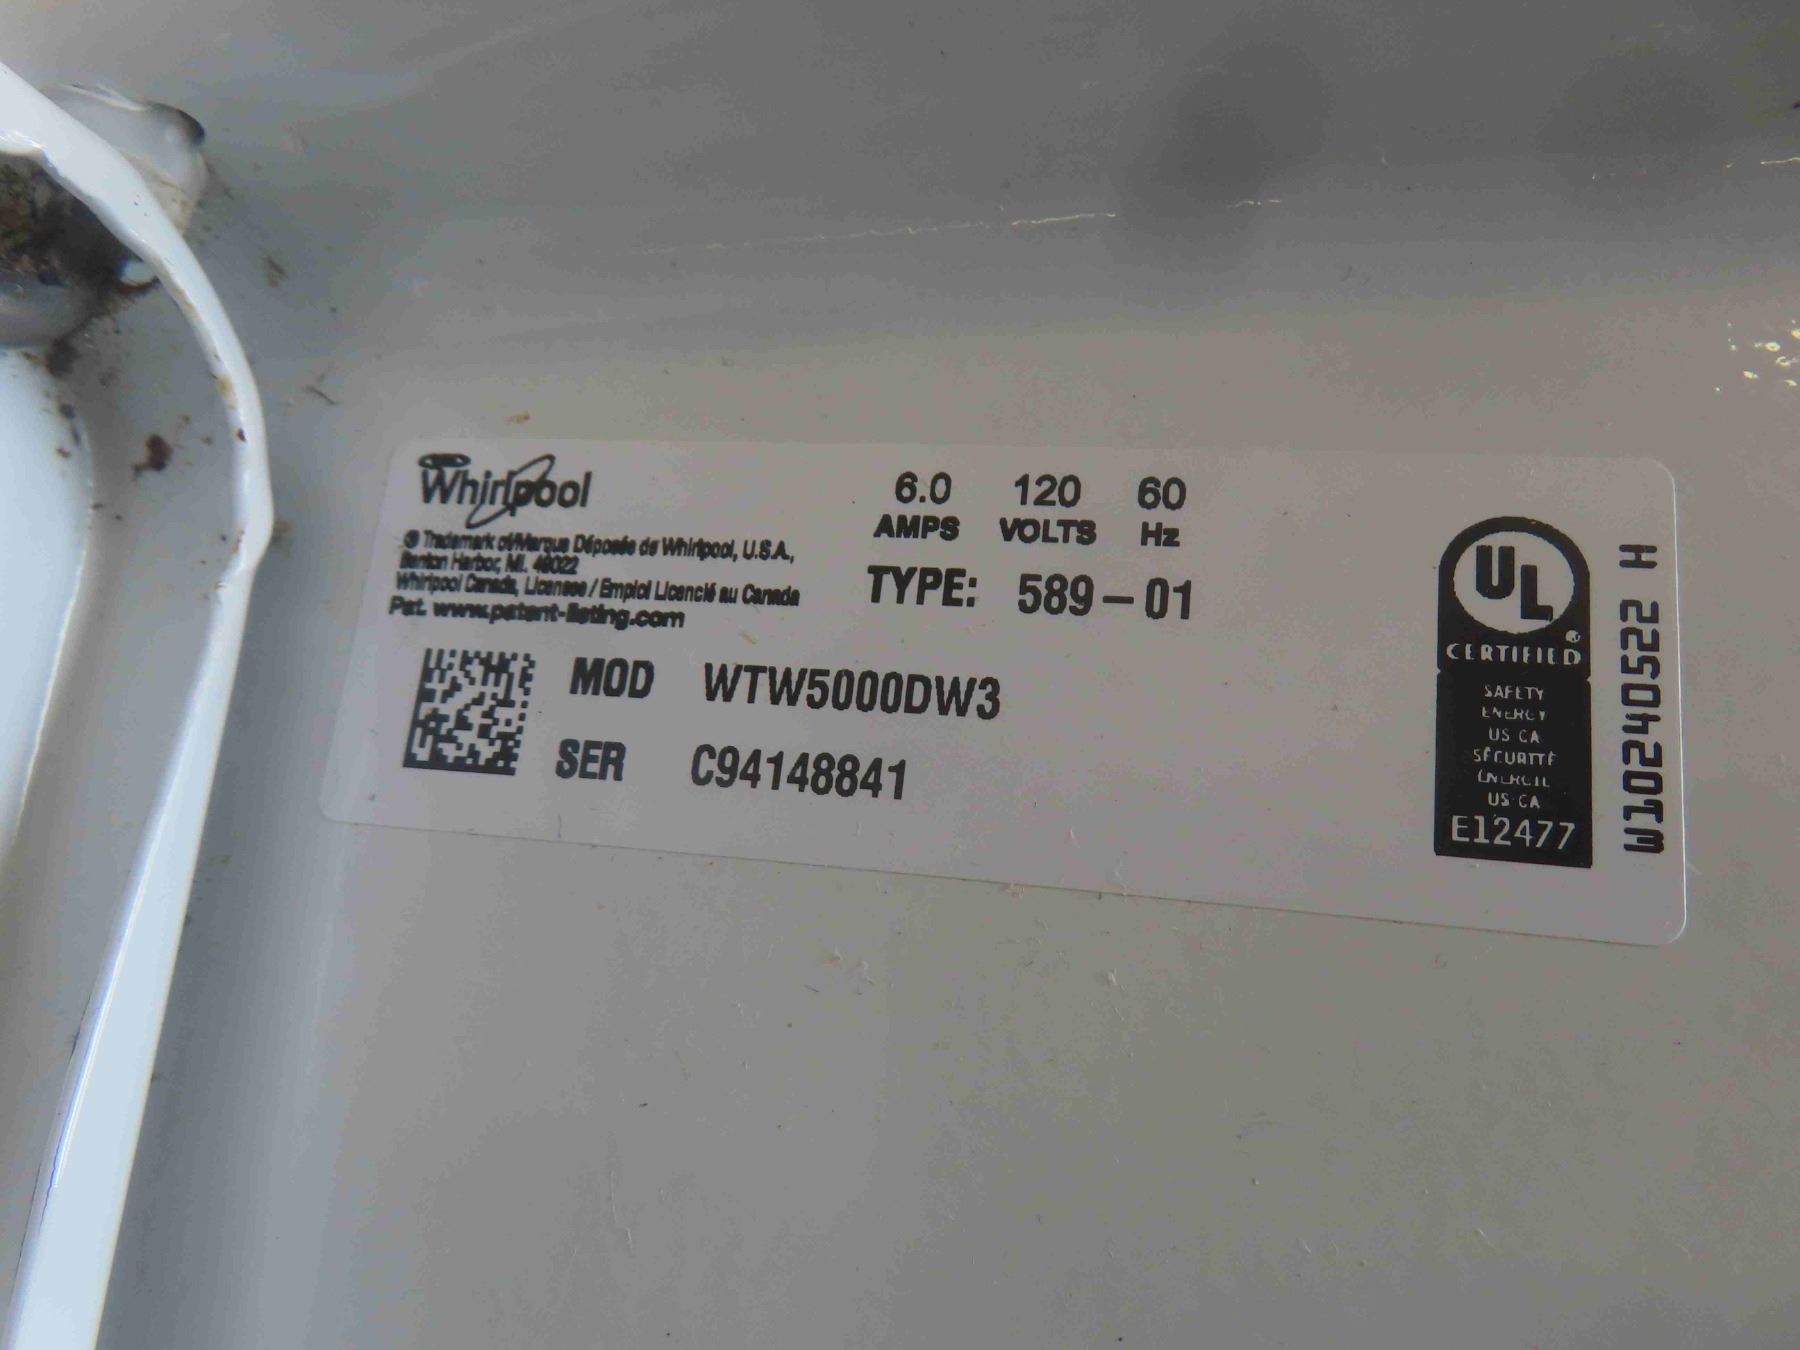 Whirlpool
® Trademark of/Marque Déposée de Whirlpool, U.S.A.,
Benton Harbor, MI. 49022
Whirlpool Canada, Licensee / Emploi Licencié au Canada
Pat. www.patent-listing.com
6.0 120 60
AMPS VOLTS Hz
TYPE: 589-01
MOD WTW5000DW3
SER C94148841
UL
®
CERTIFIED
SAFETY
ENERGY
US CA
SÉCURITÉ
ÉNERGIE
US CA
E12477
W10240522 H